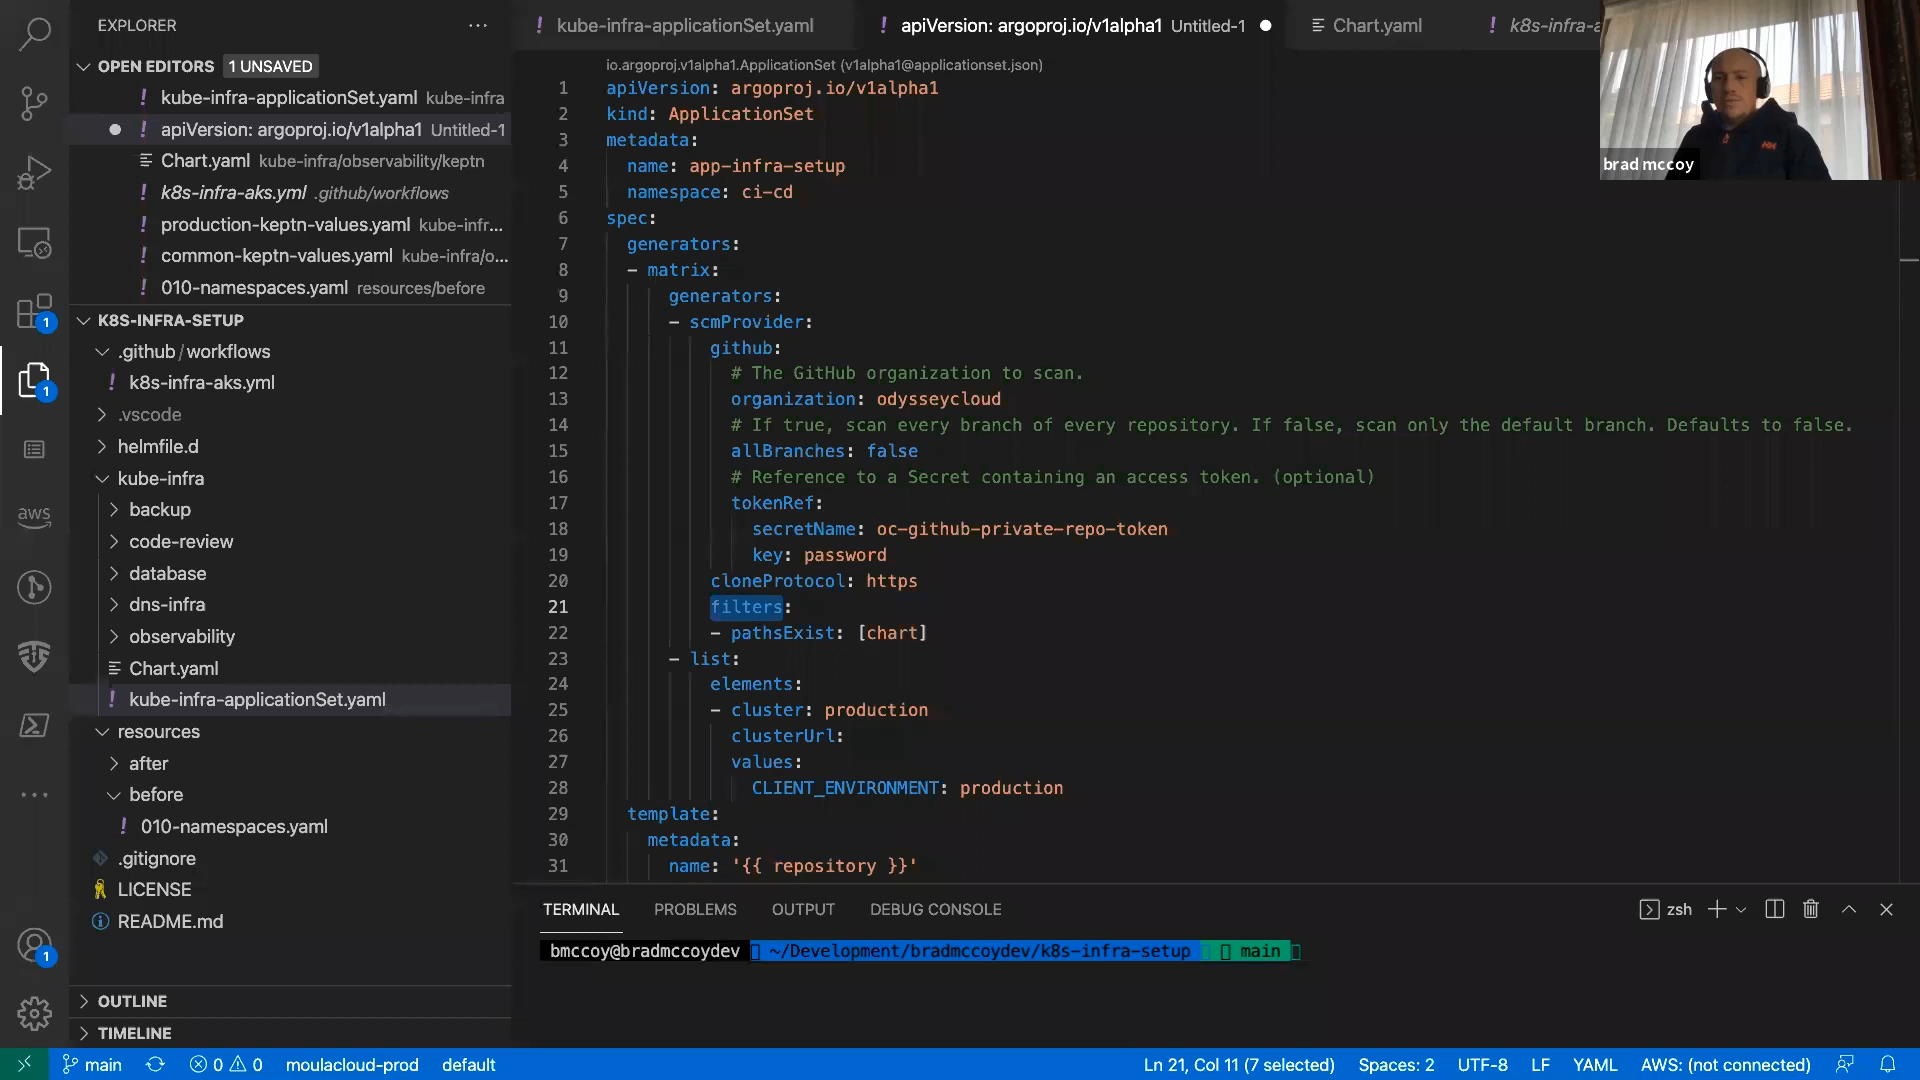 EXPLORER
OPEN EDITORS 1 UNSAVED
! kube-infra-applicationSet.yaml kube-infra
! apiVersion: argoproj.io/v1alpha1 Untitled-1
Chart.yaml kube-infra/observability/keptn
! k8s-infra-aks.yml .github/workflows
! production-keptn-values.yaml kube-infr...
! common-keptn-values.yaml kube-infra/o...
! 010-namespaces.yaml resources/before
K8S-INFRA-SETUP
.github/workflows
! k8s-infra-aks.yml
.vscode
helmfile.d
kube-infra
backup
code-review
database
dns-infra
observability
Chart.yaml
! kube-infra-applicationSet.yaml
resources
after
before
! 010-namespaces.yaml
.gitignore
LICENSE
README.md
OUTLINE
TIMELINE
1
1
aws
1
! kube-infra-applicationSet.yaml
! apiVersion: argoproj.io/v1alpha1 Untitled-1
Chart.yaml
! k8s-infra-a
brad mccoy
HH
io.argoproj.v1alpha1.ApplicationSet (v1alpha1@applicationset.json)
1 apiVersion: argoproj.io/v1alpha1
2 kind: ApplicationSet
3 metadata:
4 name: app-infra-setup
5 namespace: ci-cd
6 spec:
7 generators:
8 - matrix:
9 generators:
10 - scmProvider:
11 github:
12 # The GitHub organization to scan.
13 organization: odysseycloud
14 # If true, scan every branch of every repository. If false, scan only the default branch. Defaults to false.
15 allBranches: false
16 # Reference to a Secret containing an access token. (optional)
17 tokenRef:
18 secretName: oc-github-private-repo-token
19 key: password
20 cloneProtocol: https
21 filters:
22 - pathsExist: [chart]
23 - list:
24 elements:
25 - cluster: production
26 clusterUrl:
27 values:
28 CLIENT_ENVIRONMENT: production
29 template:
30 metadata:
31 name: '{{ repository }}'
TERMINAL PROBLEMS OUTPUT DEBUG CONSOLE zsh
bmccoy@bradmccoydev ~/Development/bradmccoydev/k8s-infra-setup main
main 0 0 moulacloud-prod default Ln 21, Col 11 (7 selected) Spaces: 2 UTF-8 LF YAML AWS: (not connected)